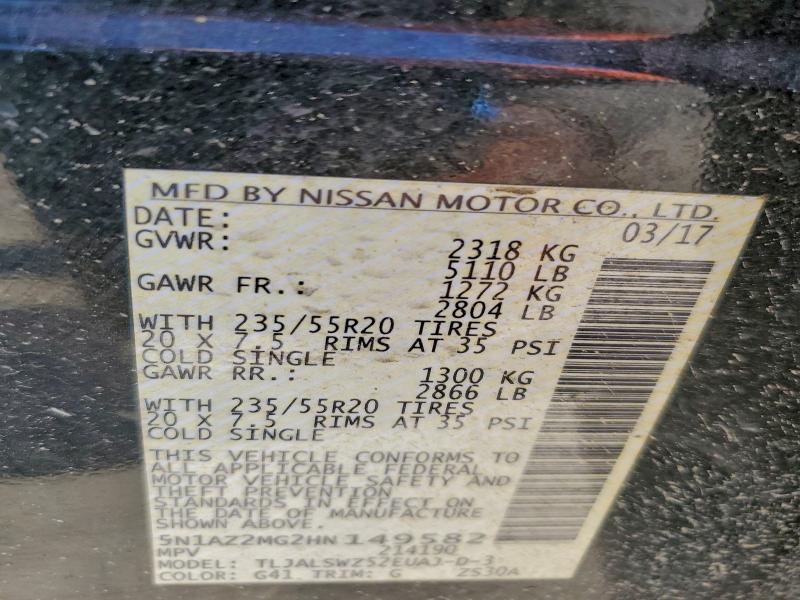 MFD BY NISSAN MOTOR CO., LTD.
DATE: 03/17
GVWR: 2318 KG
5110 LB
GAWR FR.: 1272 KG
2804 LB
WITH 235/55R20 TIRES
20 X 7.5 RIMS AT 35 PSI
COLD SINGLE
GAWR RR.: 1300 KG
2866 LB
WITH 235/55R20 TIRES
20 X 7.5 RIMS AT 35 PSI
COLD SINGLE
THIS VEHICLE CONFORMS TO
ALL APPLICABLE FEDERAL
MOTOR VEHICLE SAFETY AND
THEFT PREVENTION
STANDARDS IN EFFECT ON
THE DATE OF MANUFACTURE
SHOWN ABOVE.
5N1AZ2MG2HN149582
MPV 214190
MODEL: TLJALSWZ52EUAJ-D-3
COLOR: G41 TRIM: G ZS30A